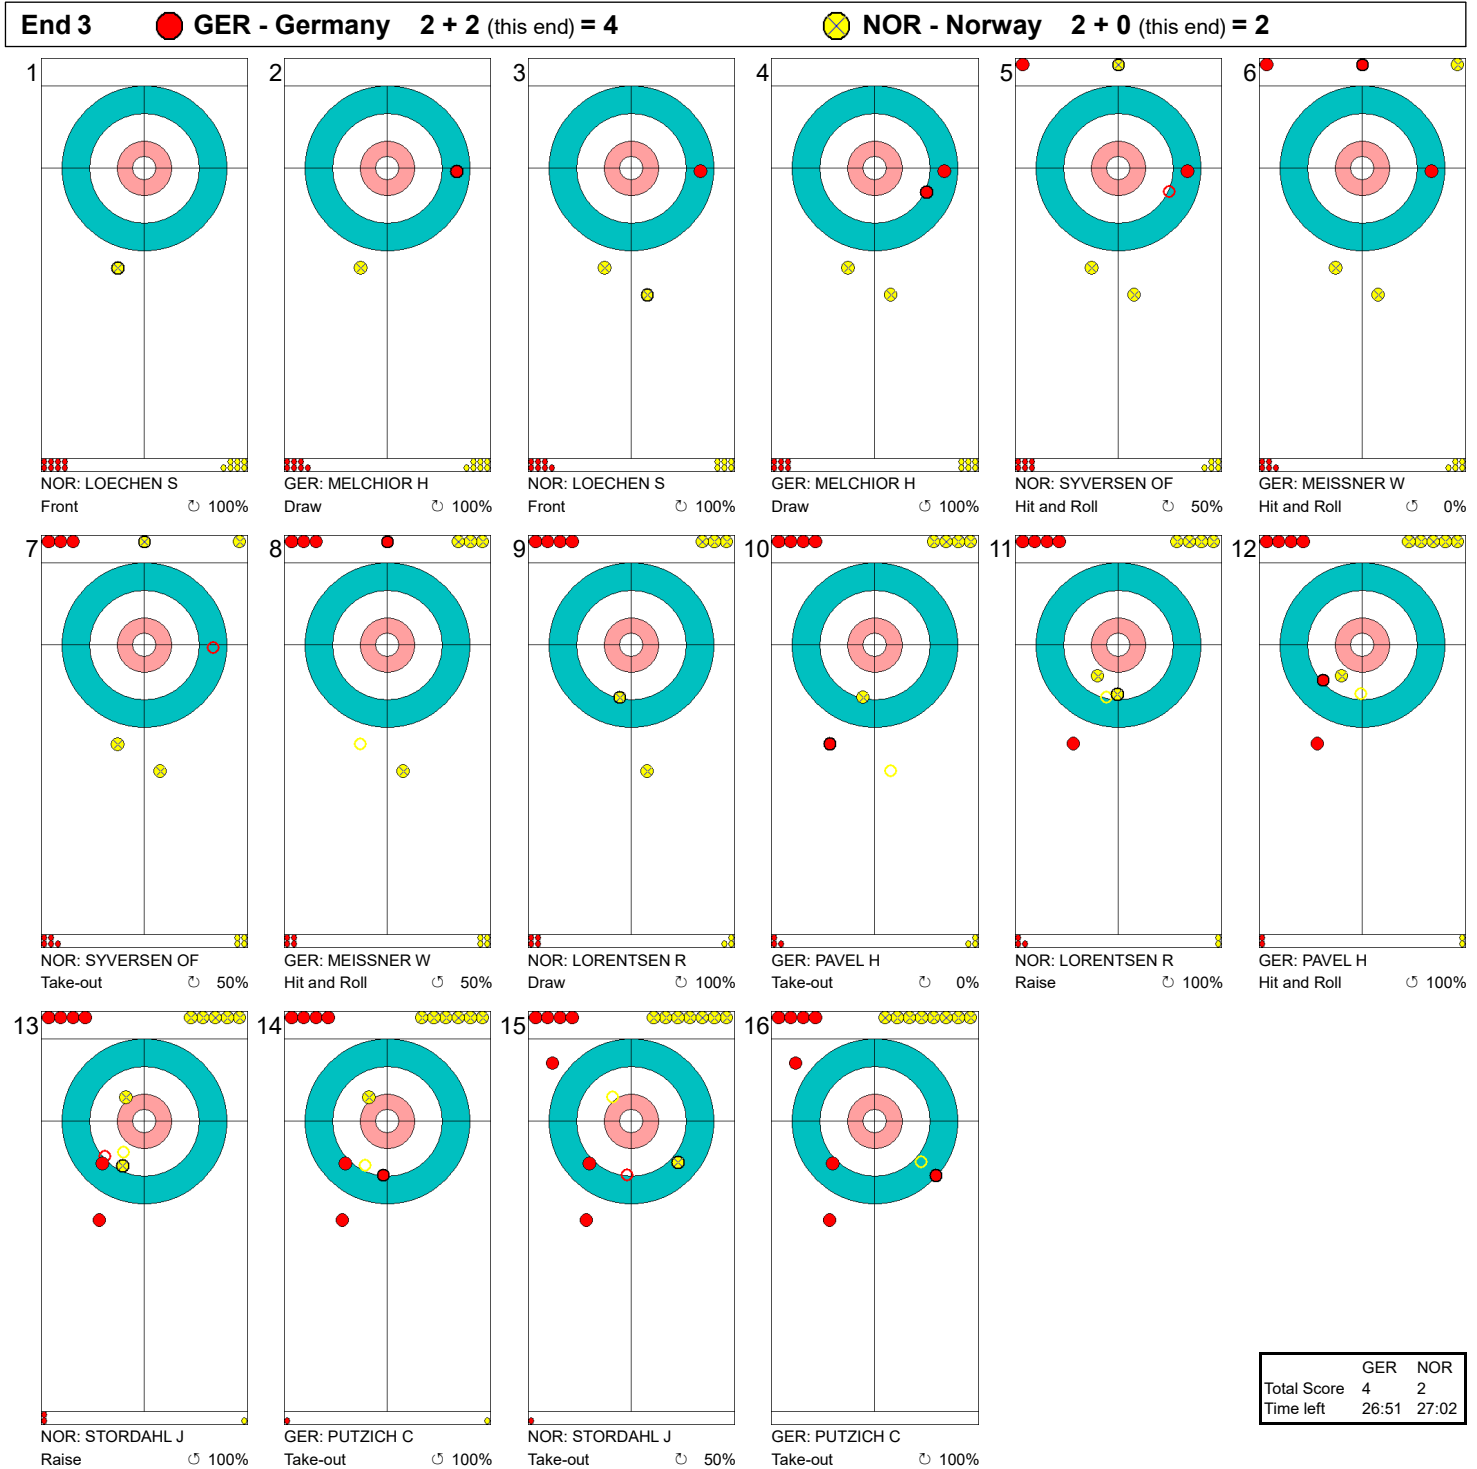 End 3 GER - Germany 2 + 2 (this end) = 4 NOR - Norway 2 + 0 (this end) = 2
1 2 3 4 5 6
NOR: LOECHEN S GER: MELCHIOR H NOR: LOECHEN S GER: MELCHIOR H NOR: SYVERSEN OF GER: MEISSNER W
Front ↻ 100% Draw ↻ 100% Front ↻ 100% Draw ↻ 100% Hit and Roll ↻ 50% Hit and Roll ↺ 0%
7 8 9 10 11 12
NOR: SYVERSEN OF GER: MEISSNER W NOR: LORENTSEN R GER: PAVEL H NOR: LORENTSEN R GER: PAVEL H
Take-out ↻ 50% Hit and Roll ↻ 50% Draw ↻ 100% Take-out ↻ 0% Raise ↻ 100% Hit and Roll ↺ 100%
13 14 15 16
GER NOR
Total Score 4 2
Time left 26:51 27:02
NOR: STORDAHL J GER: PUTZICH C NOR: STORDAHL J GER: PUTZICH C
Raise ↻ 100% Take-out ↻ 100% Take-out ↻ 50% Take-out ↻ 100%